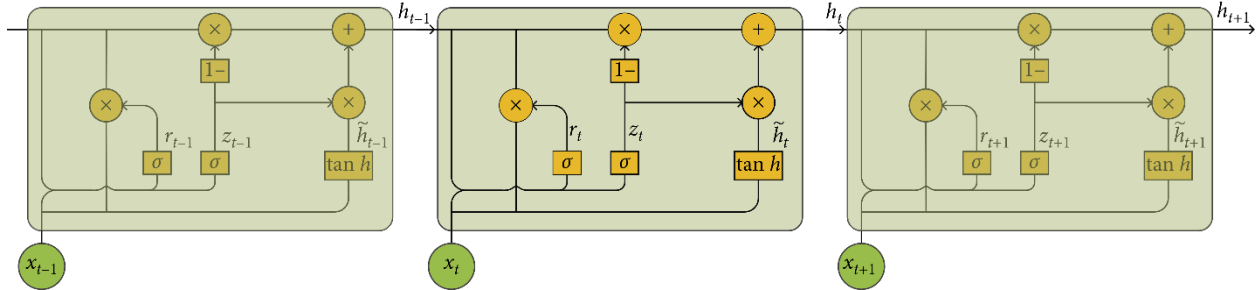 h_{t-1} h_t h_{t+1}
× + × + × +
1– 1– 1–
× × × × × ×
r_{t-1} z_{t-1} h̃_{t-1} r_t z_t h̃_t r_{t+1} z_{t+1} h̃_{t+1}
σ σ tan h σ σ tan h σ σ tan h
x_{t-1} x_t x_{t+1}